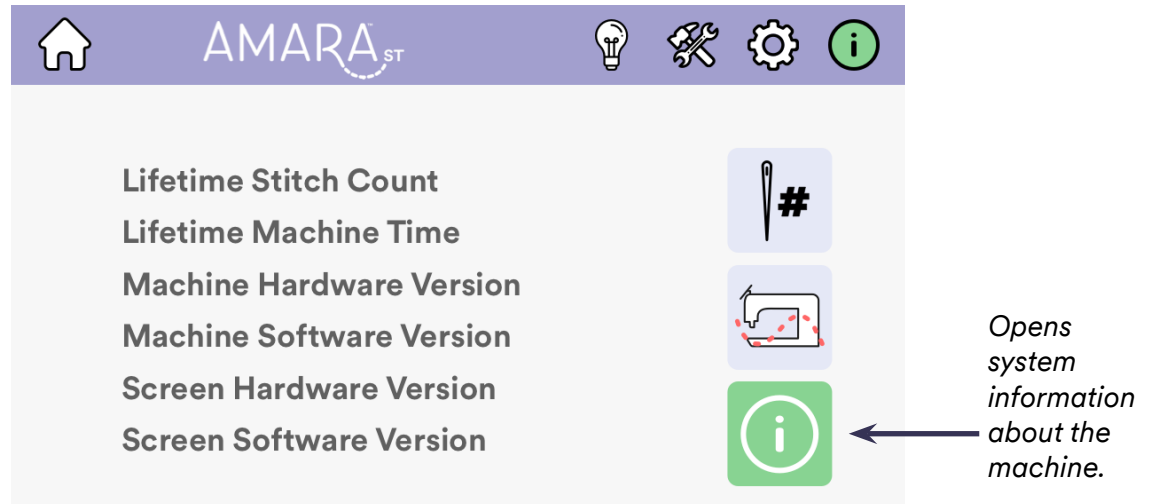 AMARA™ ST
Lifetime Stitch Count
Lifetime Machine Time
Machine Hardware Version
Machine Software Version
Screen Hardware Version
Screen Software Version
#
i
i
Opens
system
information
about the
machine.